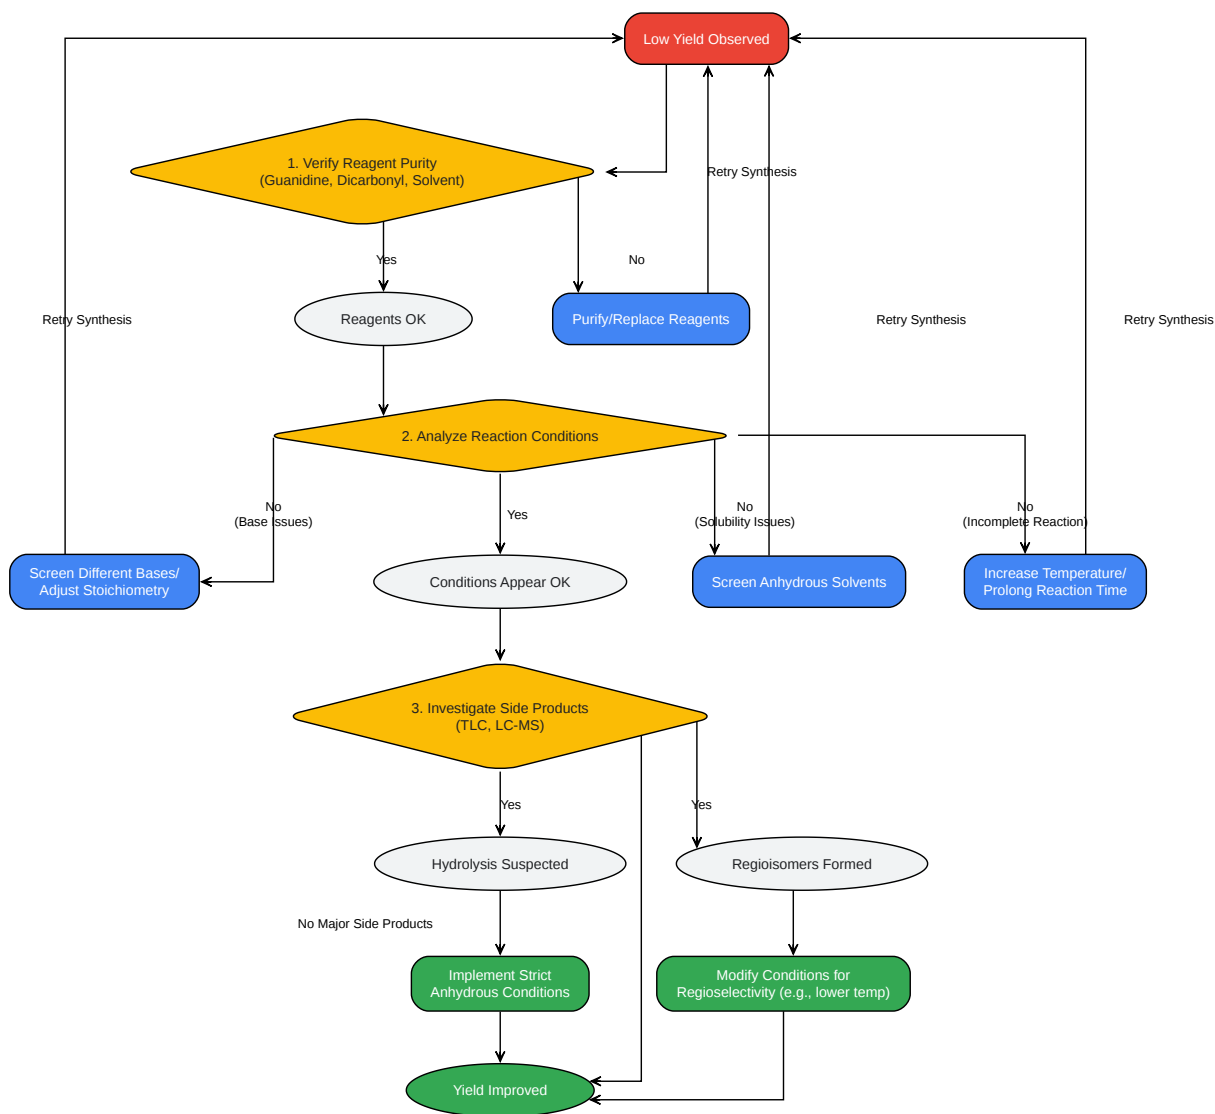 Low Yield Observed
1. Verify Reagent Purity
(Guanidine, Dicarbonyl, Solvent)
Retry Synthesis
Yes
No
Reagents OK
Purify/Replace Reagents
Retry Synthesis
Retry Synthesis
Retry Synthesis
2. Analyze Reaction Conditions
No
(Base Issues)
Yes
No
(Solubility Issues)
No
(Incomplete Reaction)
Screen Different Bases/
Adjust Stoichiometry
Conditions Appear OK
Screen Anhydrous Solvents
Increase Temperature/
Prolong Reaction Time
3. Investigate Side Products
(TLC, LC-MS)
Yes
Yes
Hydrolysis Suspected
Regioisomers Formed
No Major Side Products
Implement Strict
Anhydrous Conditions
Modify Conditions for
Regioselectivity (e.g., lower temp)
Yield Improved